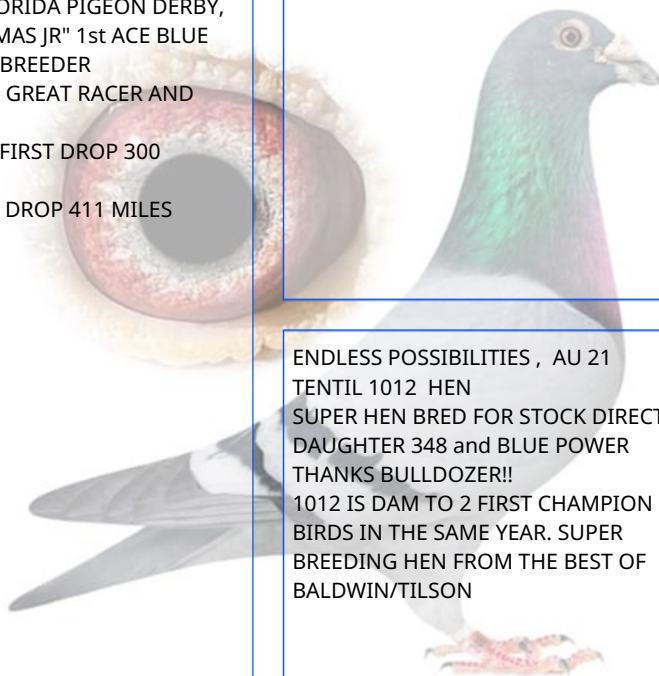 ORIDA PIGEON DERBY,
MAS JR" 1st ACE BLUE
BREEDER
GREAT RACER AND
FIRST DROP 300
DROP 411 MILES
ENDLESS POSSIBILITIES , AU 21
TENTIL 1012 HEN
SUPER HEN BRED FOR STOCK DIRECT
DAUGHTER 348 and BLUE POWER
THANKS BULLDOZER!!
1012 IS DAM TO 2 FIRST CHAMPION
BIRDS IN THE SAME YEAR. SUPER
BREEDING HEN FROM THE BEST OF
BALDWIN/TILSON